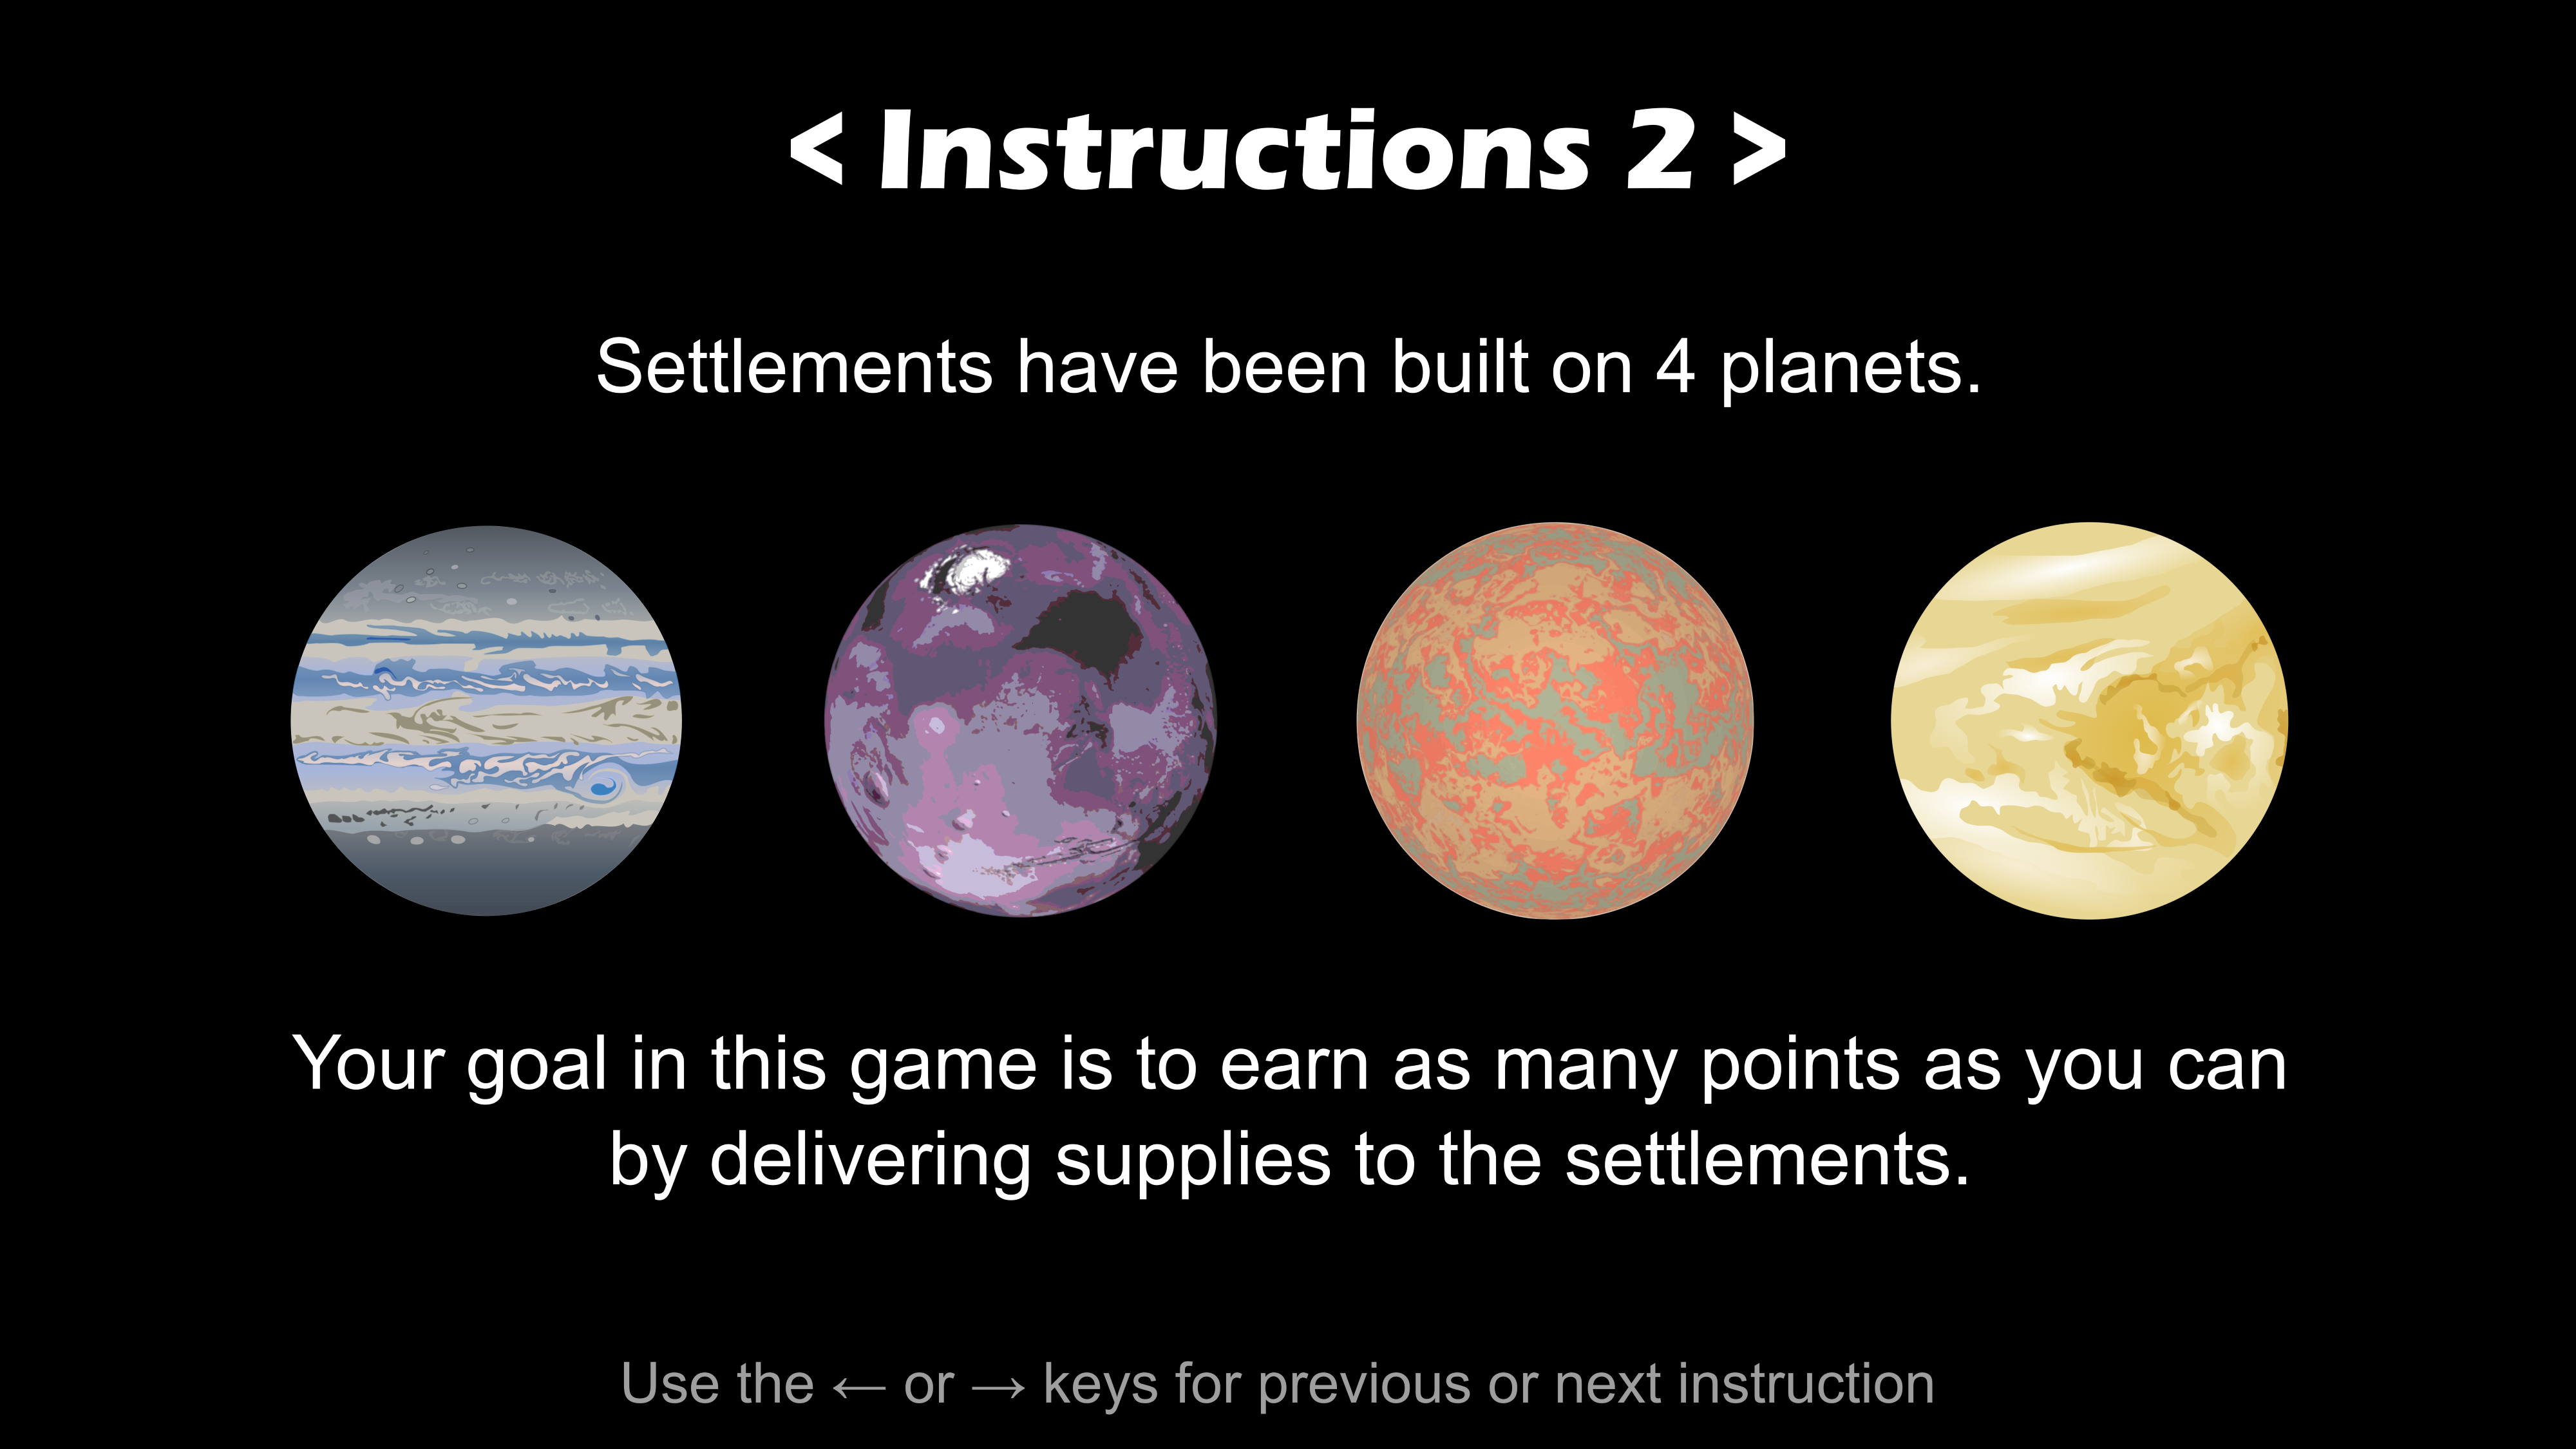 < Instructions 2 >
Settlements have been built on 4 planets.
Your goal in this game is to earn as many points as you can
by delivering supplies to the settlements.
Use the ← or → keys for previous or next instruction